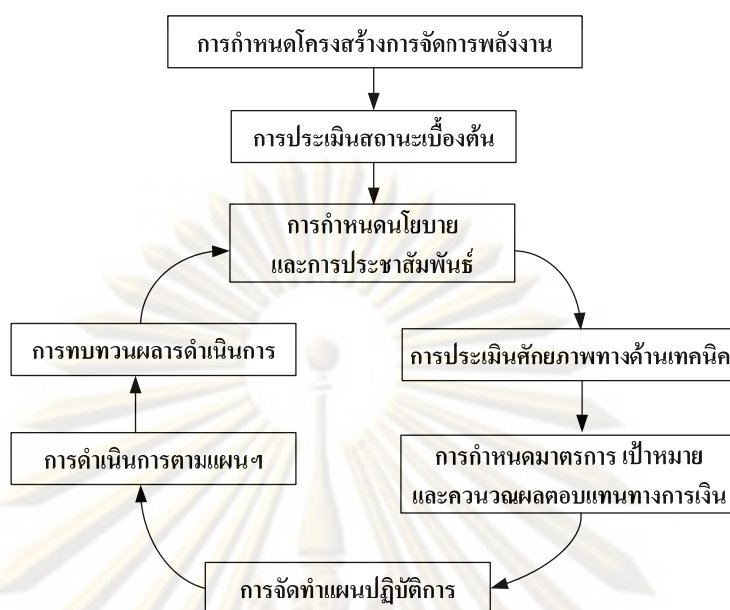 การกำหนดโครงสร้างการจัดการพลังงาน
การประเมินสถานะเบื้องต้น
การกำหนดนโยบาย
และการประชาสัมพันธ์
การประเมินศักยภาพทางด้านเทคนิค
การกำหนดมาตรการ เป้าหมาย
และควนวณผลตอบแทนทางการเงิน
การจัดทำแผนปฏิบัติการ
การดำเนินการตามแผนฯ
การทบทวนผลารดำเนินการ